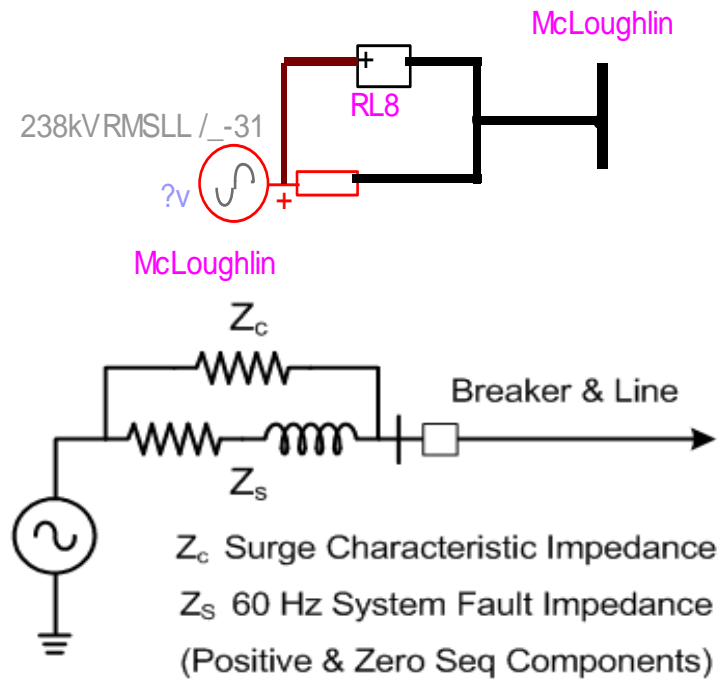 McLoughlin
+
RL8
238kVRMSLL /_-31
?v
+
McLoughlin
Zc
Breaker & Line
Zs
Zc Surge Characteristic Impedance
ZS 60 Hz System Fault Impedance
(Positive & Zero Seq Components)